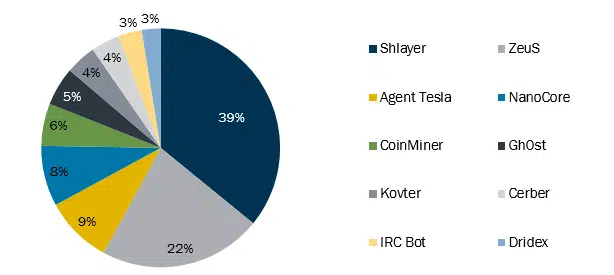 3%
3%
4%
4%
5%
39%
6%
8%
9%
22%
Shlayer
ZeuS
Agent Tesla
NanoCore
CoinMiner
Gh0st
Kovter
Cerber
IRC Bot
Dridex